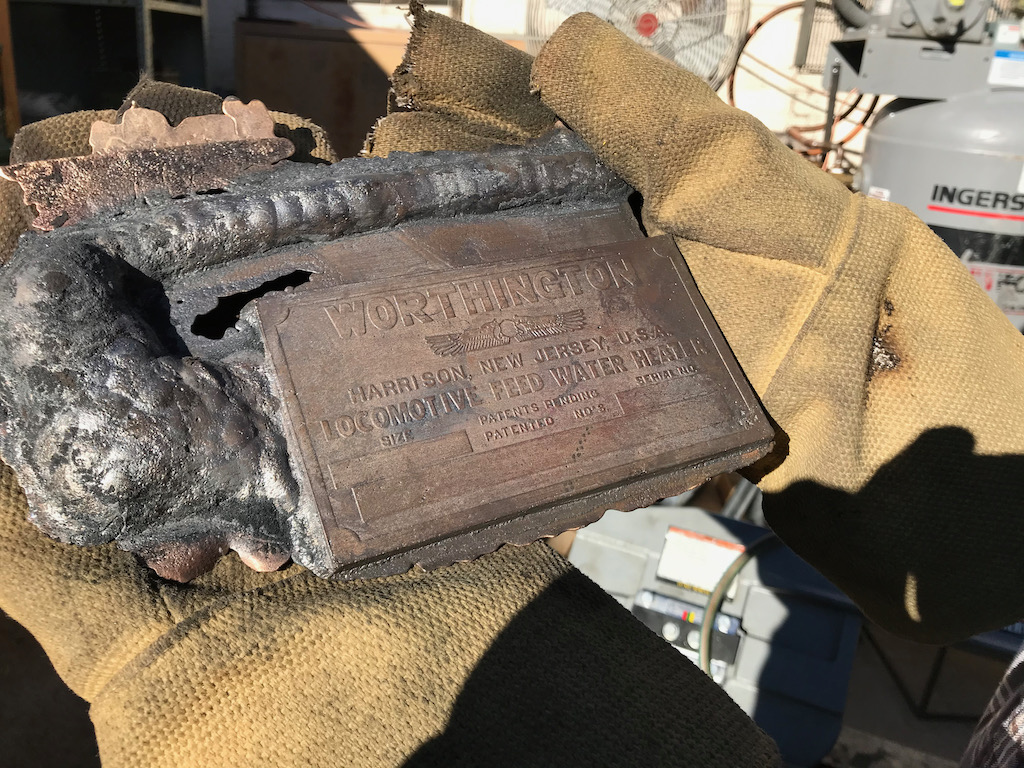 WORTHINGTON
HARRISON, NEW JERSEY, U.S.A.
LOCOMOTIVE FEED WATER HEATER
SIZE PATENTS PENDING SERIAL NO.
PATENTED NO'S.
INGERS